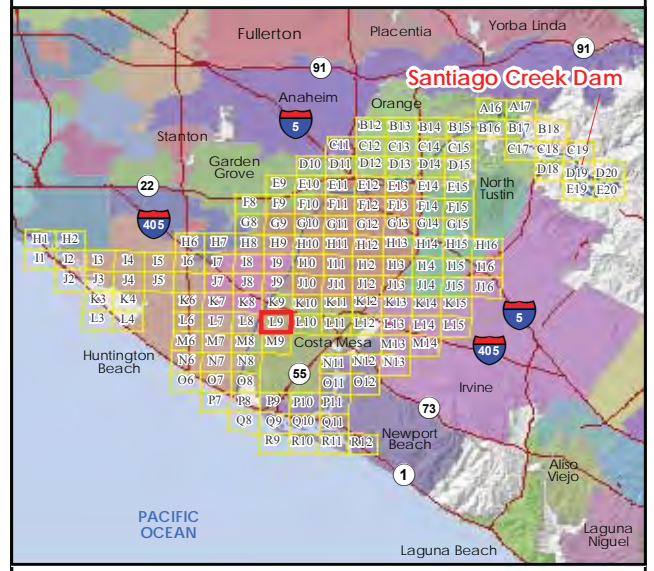 Yorba Linda
Placentia
Fullerton
91
91
Santiago Creek Dam
Anaheim
Orange
A16 A17
5
B12 B13 B14 B15 B16 B17 B18
Stanton
C11 C12 C13 C14 C15 C17 C18 C19
Garden
Grove
D10 D11 D12 D13 D14 D15 D18 D19 D20
22
E9 E10 E11 E12 E13 E14 E15 E19 E20
North
Tustin
F8 F9 F10 F11 F12 F13 F14 F15
405
G8 G9 G10 G11 G12 G13 G14 G15
H1 H2 H6 H7 H8 H9 H10 H11 H12 H13 H14 H15 H16
I1 I2 I3 I4 I5 I6 I7 I8 I9 I10 I11 I12 I13 I14 I15 I16
J2 J3 J4 J5 J6 J7 J8 J9 J10 J11 J12 J13 J14 J15 J16
K3 K4 K6 K7 K8 K9 K10 K11 K12 K13 K14 K15
5
L3 L4 L6 L7 L8 L9 L10 L11 L12 L13 L14 L15
M6 M7 M8 M9 Costa Mesa M13 M14
405
Huntington
Beach
N6 N7 N8 N11 N12 N13
55
O6 O7 O8 O11 O12
Irvine
P7 P8 P9 P10 P11
73
Q8 Q9 Q10 Q11
Newport
Beach
R9 R10 R11 R12
1
Aliso
Viejo
PACIFIC
OCEAN
Laguna
Niguel
Laguna Beach